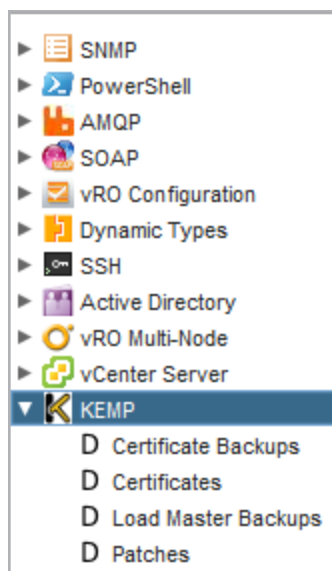 SNMP
PowerShell
AMQP
SOAP
vRO Configuration
Dynamic Types
SSH
Active Directory
vRO Multi-Node
vCenter Server
KEMP
D Certificate Backups
D Certificates
D Load Master Backups
D Patches